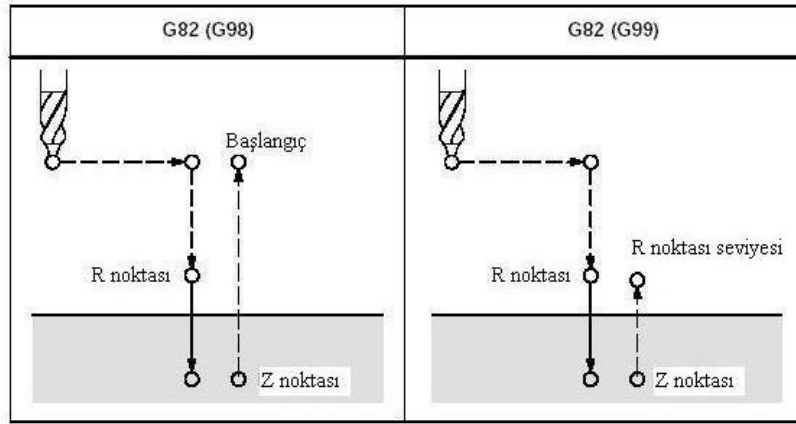 G82 (G98)
G82 (G99)
Başlangıç
R noktası
Z noktası
R noktası seviyesi
R noktası
Z noktası